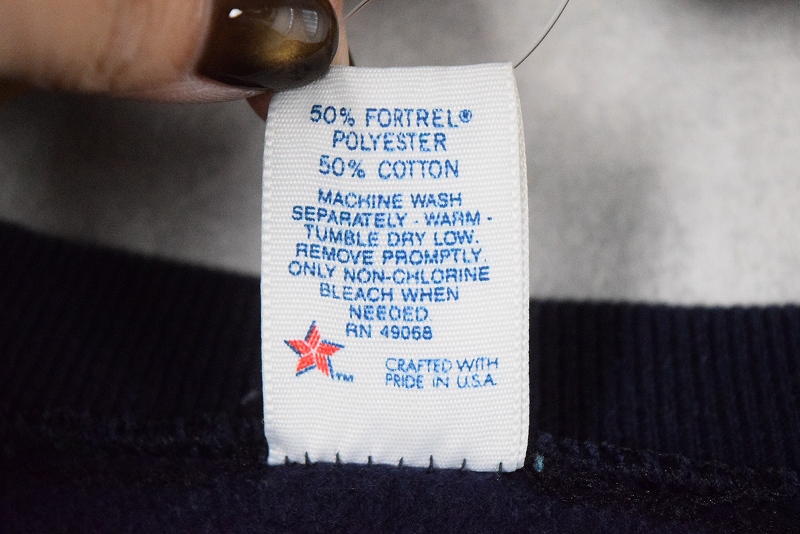 50% FORTREL®
POLYESTER
50% COTTON
MACHINE WASH
SEPARATELY - WARM -
TUMBLE DRY LOW.
REMOVE PROMPTLY.
ONLY NON-CHLORINE
BLEACH WHEN
NEEDED.
RN 49068
TM
CRAFTED WITH
PRIDE IN U.S.A.